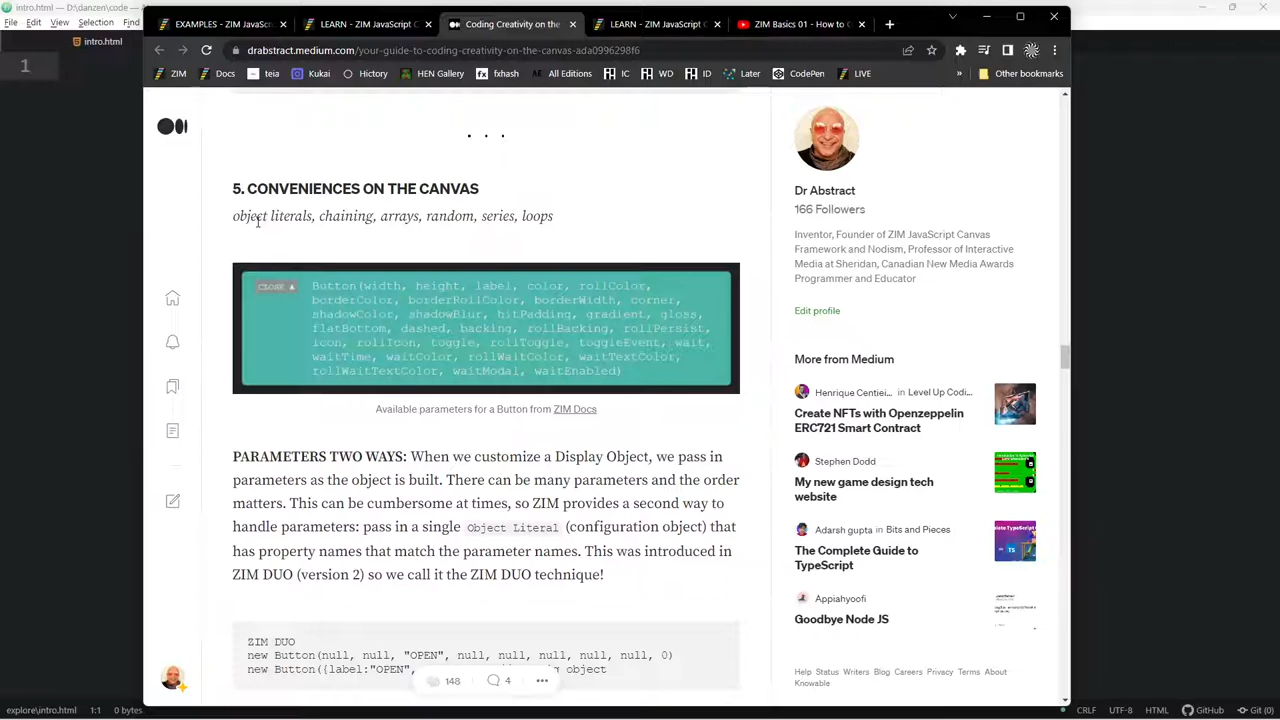 intro.html — C:\Users\danzen\code
File Edit View Selection
EXAMPLES - ZIM JavaScr
LEARN - ZIM JavaScript C
Coding Creativity on the
LEARN - ZIM JavaScript C
ZIM Basics 01 - How to C
intro.html
drabstract.medium.com/your-guide-to-coding-creativity-on-the-canvas-ada0996298f6
1
ZIM Docs teia Kukai Hictory HEN Gallery fxhash All Editions IC WD ID Later CodePen LIVE » Other bookmarks
5. CONVENIENCES ON THE CANVAS
object literals, chaining, arrays, random, series, loops
CLOSE ▲
Button(width, height, label, color, rollColor,
borderColor, borderRollColor, borderWidth, corner,
shadowColor, shadowBlur, hitPadding, gradient, gloss,
flatBottom, dashed, backing, rollBacking, rollPersist,
icon, rollIcon, toggle, rollToggle, toggleEvent, wait,
waitTime, waitColor, rollWaitColor, waitTextColor,
rollWaitTextColor, waitModal, waitEnabled)
Available parameters for a Button from ZIM Docs
PARAMETERS TWO WAYS: When we customize a Display Object, we pass in
parameters as the object is built. There can be many parameters and the order
matters. This can be cumbersome at times, so ZIM provides a second way to
handle parameters: pass in a single Object Literal (configuration object) that
has property names that match the parameter names. This was introduced in
ZIM DUO (version 2) so we call it the ZIM DUO technique!
ZIM DUO
new Button(null, null, "OPEN", null, null, null, null, null, 0)
new Button({label:"OPEN", object
148 4
Dr Abstract
166 Followers
Inventor, Founder of ZIM JavaScript Canvas
Framework and Nodism, Professor of Interactive
Media at Sheridan, Canadian New Media Awards
Programmer and Educator
Edit profile
More from Medium
Henrique Centiei... in Level Up Codi...
Create NFTs with Openzeppelin
ERC721 Smart Contract
Stephen Dodd
My new game design tech
website
Adarsh gupta in Bits and Pieces
The Complete Guide to
TypeScript
Appiahyoofi
Goodbye Node JS
Help Status Writers Blog Careers Privacy Terms About
Knowable
explore\intro.html 1:1 0 bytes
CRLF UTF-8 HTML GitHub Git (0)